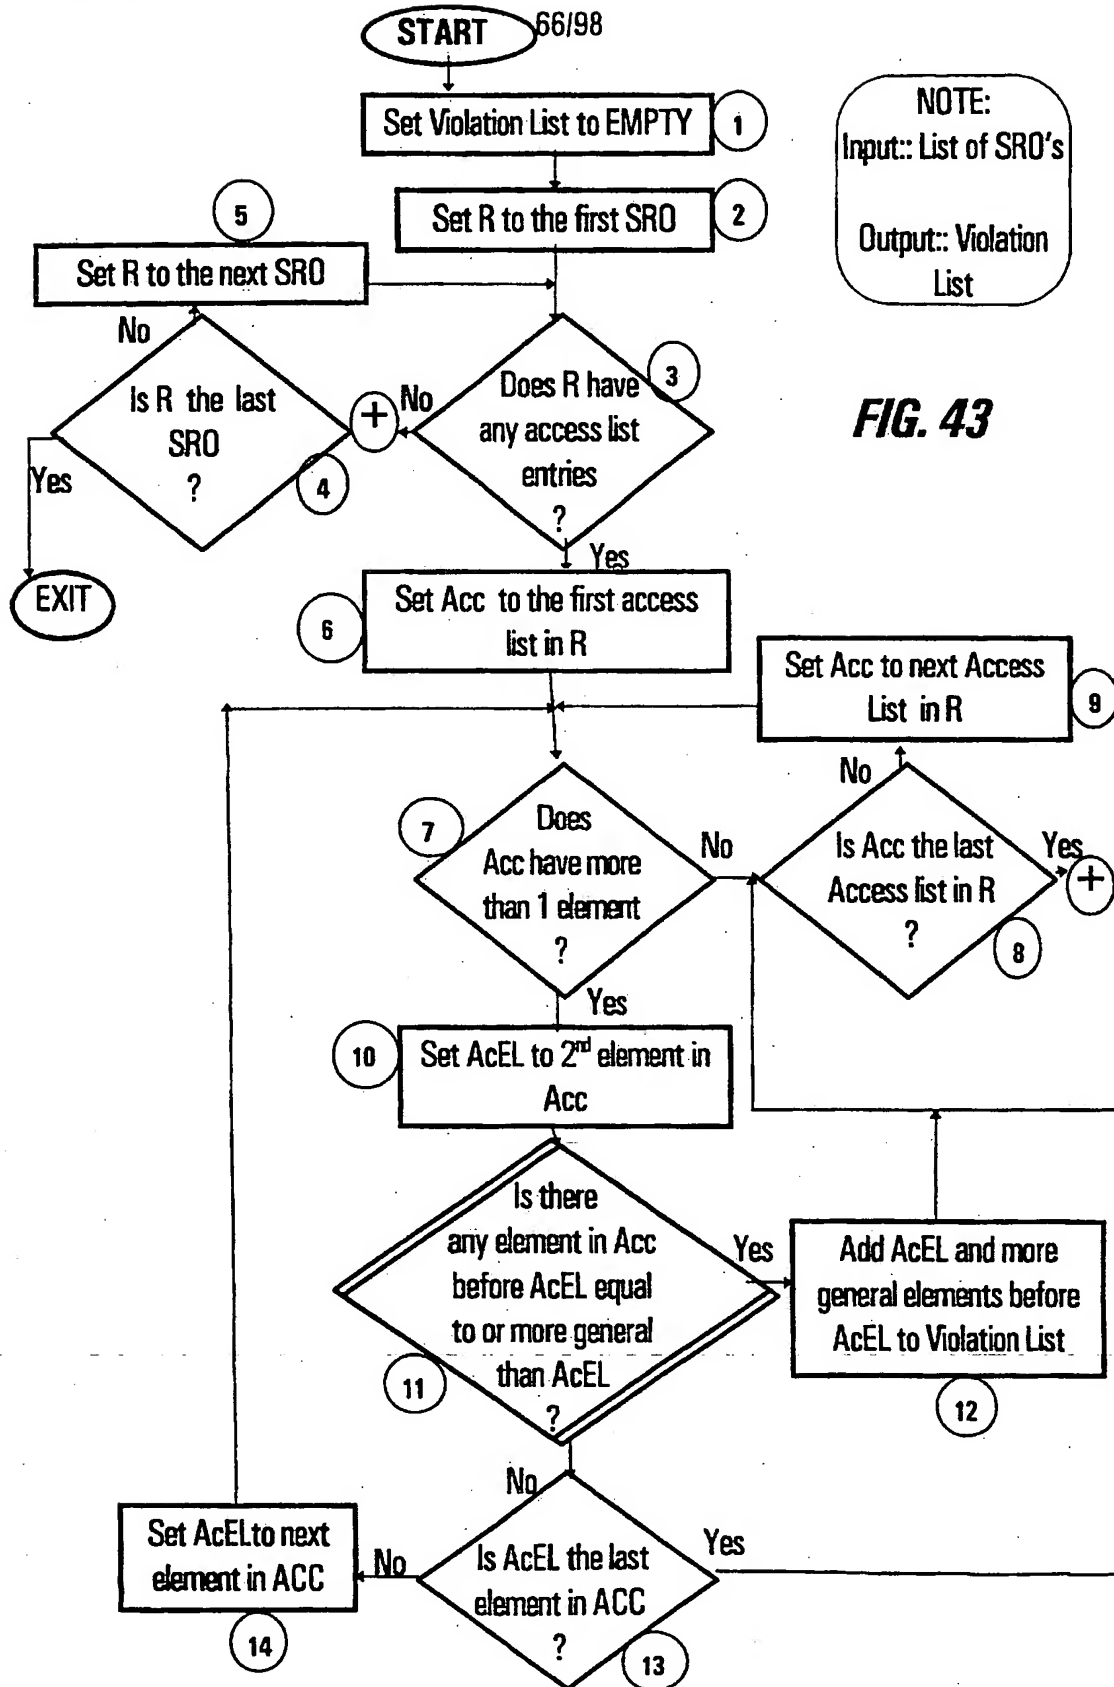 START
66/98
Set Violation List to EMPTY
1
NOTE:
Input:: List of SRO's
Output:: Violation
List
Set R to the first SRO
2
5
Set R to the next SRO
No
Is R the last
SRO
?
4
Yes
EXIT
+
No
Does R have
any access list
entries
?
3
Yes
FIG. 43
Set Acc to the first access
list in R
6
Set Acc to next Access
List in R
9
No
7
Does
Acc have more
than 1 element
?
No
Is Acc the last
Access list in R
?
8
Yes
+
Yes
10
Set AcEL to 2nd element in
Acc
Is there
any element in Acc
before AcEL equal
to or more general
than AcEL
?
11
Yes
Add AcEL and more
general elements before
AcEL to Violation List
12
No
Is AcEL the last
element in ACC
?
13
Yes
No
Set AcELto next
element in ACC
14